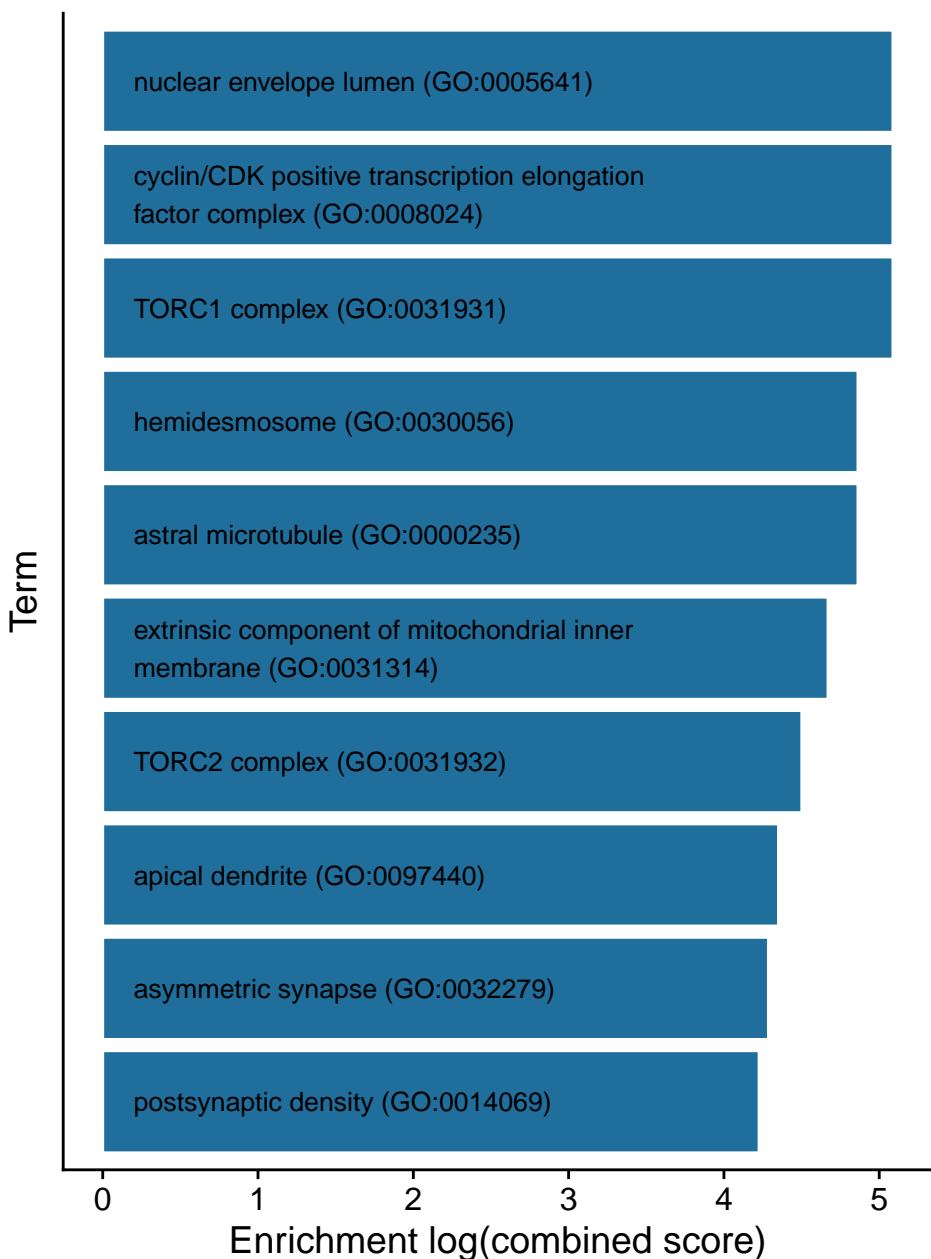 nuclear envelope lumen (GO:0005641)
cyclin/CDK positive transcription elongation
factor complex (GO:0008024)
TORC1 complex (GO:0031931)
hemidesmosome (GO:0030056)
astral microtubule (GO:0000235)
extrinsic component of mitochondrial inner
membrane (GO:0031314)
TORC2 complex (GO:0031932)
apical dendrite (GO:0097440)
asymmetric synapse (GO:0032279)
postsynaptic density (GO:0014069)
Term
0 1 2 3 4 5
Enrichment log(combined score)